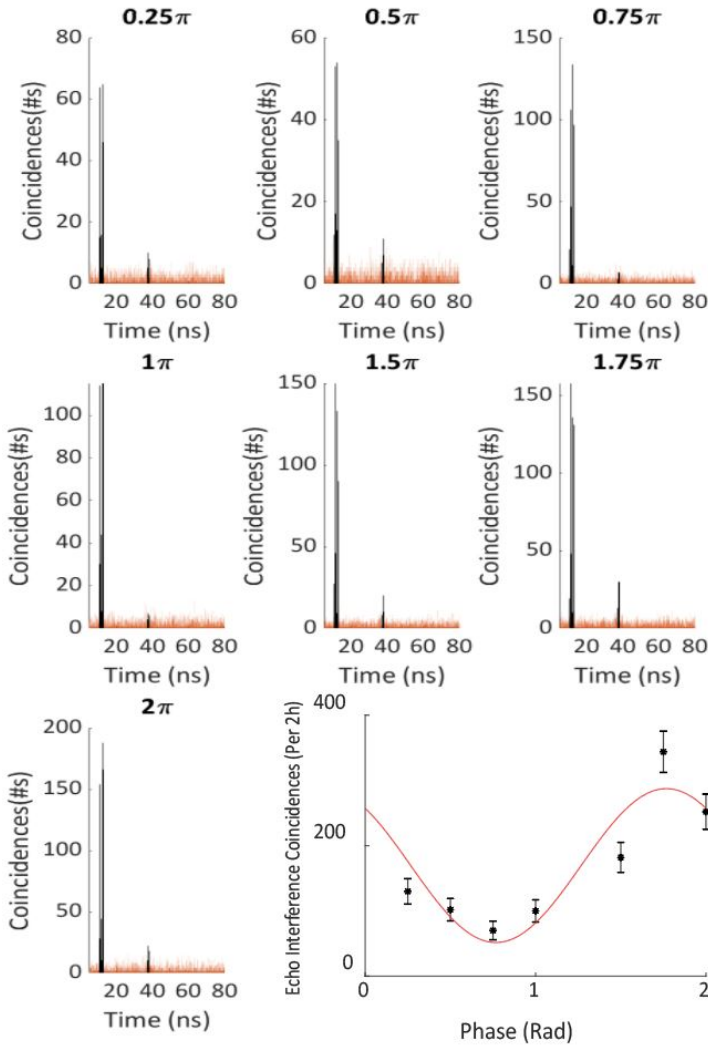 0.25π
0.5π
0.75π
Coincidences(#s)
80
60
40
20
0
20 40 60 80
Time (ns)
Coincidences(#s)
60
40
20
0
20 40 60 80
Time (ns)
Coincidences(#s)
150
100
50
0
20 40 60 80
Time (ns)
1π
1.5π
1.75π
Coincidences(#s)
100
80
60
40
20
0
20 40 60 80
Time (ns)
Coincidences(#s)
150
100
50
0
20 40 60 80
Time (ns)
Coincidences(#s)
150
100
50
0
20 40 60 80
Time (ns)
2π
Coincidences(#s)
200
150
100
50
0
20 40 60 80
Time (ns)
Echo Interference Coincidences (Per 2h)
400
200
0
0 1 2
Phase (Rad)